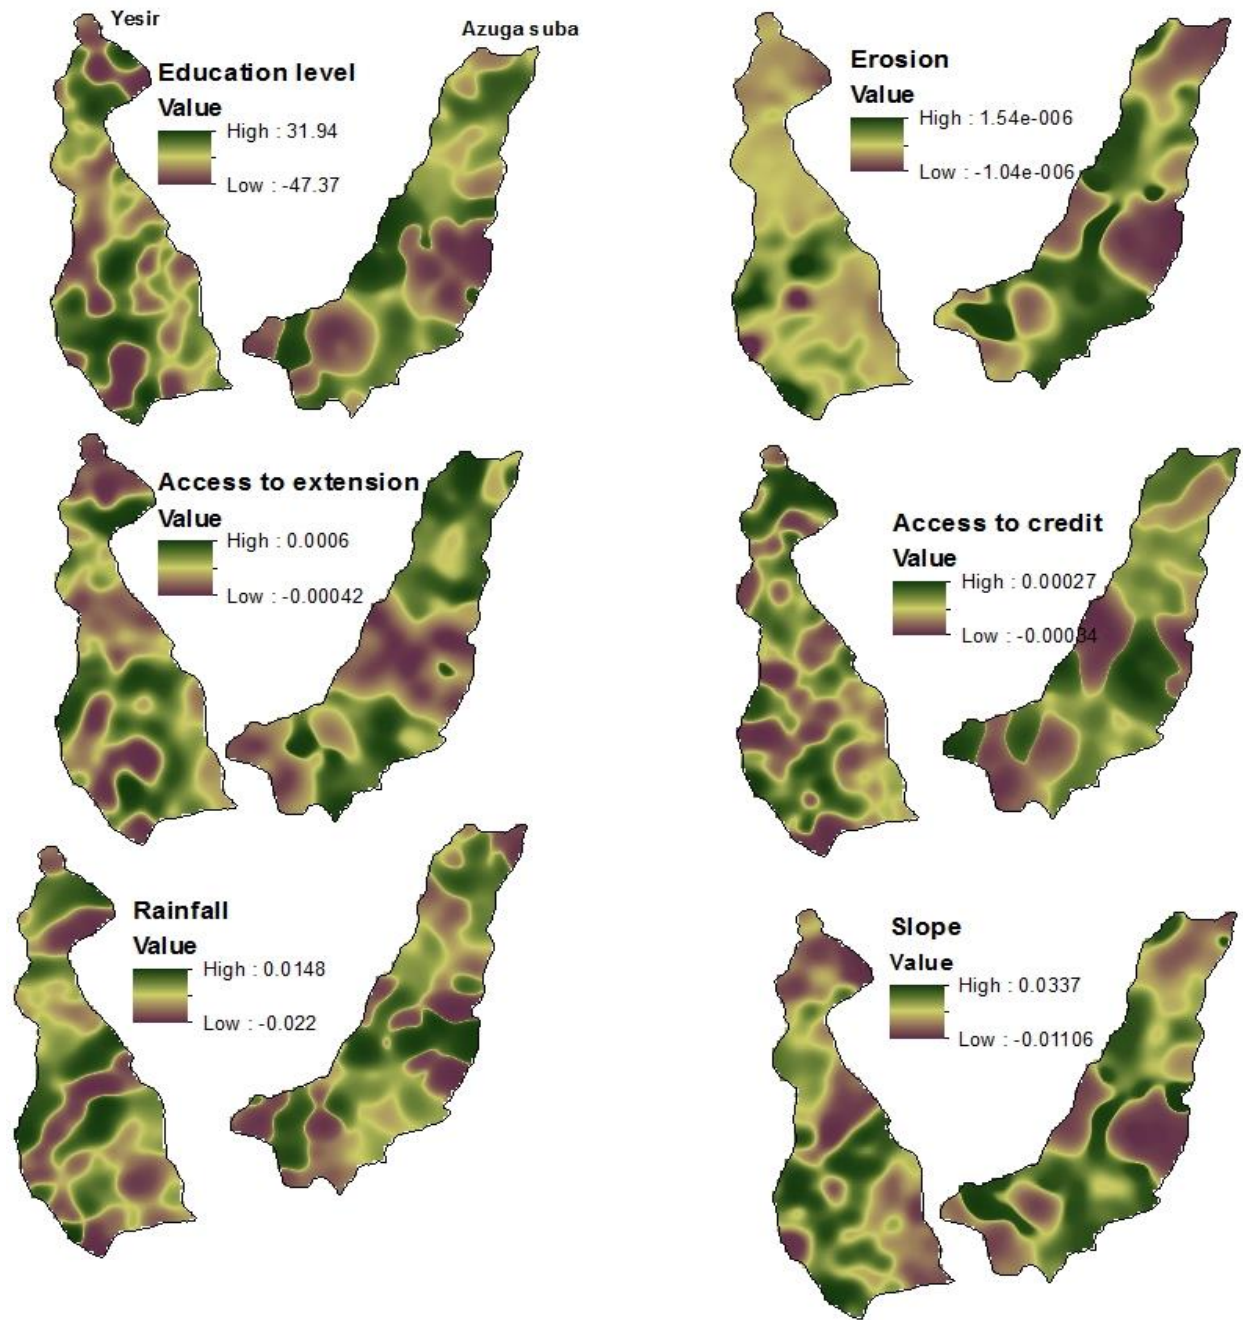 Yesir
Azuga suba
Education level
Value
High : 31.94
Low : -47.37
Erosion
Value
High : 1.54e-006
Low : -1.04e-006
Access to extension
Value
High : 0.0006
Low : -0.00042
Access to credit
Value
High : 0.00027
Low : -0.00034
Rainfall
Value
High : 0.0148
Low : -0.022
Slope
Value
High : 0.0337
Low : -0.01106